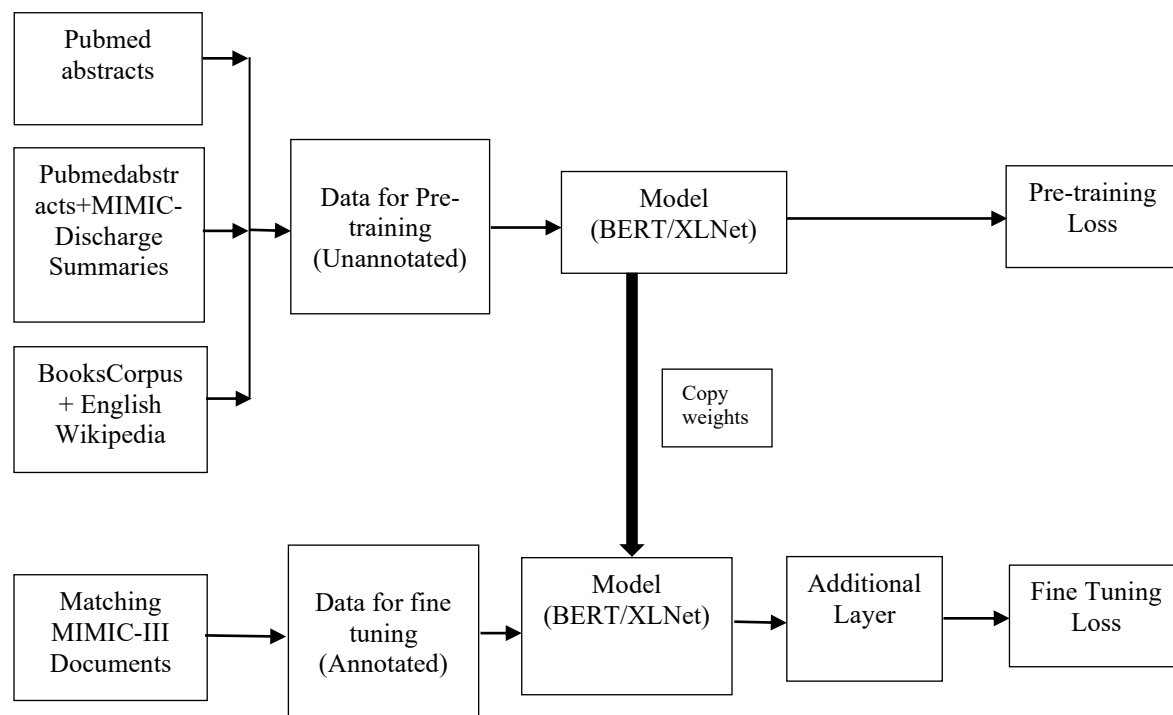 Pubmed
abstracts
Pubmedabstr
acts+MIMIC-
Discharge
Summaries
BooksCorpus
+ English
Wikipedia
Data for Pre-
training
(Unannotated)
Model
(BERT/XLNet)
Pre-training
Loss
Copy
weights
Matching
MIMIC-III
Documents
Data for fine
tuning
(Annotated)
Model
(BERT/XLNet)
Additional
Layer
Fine Tuning
Loss